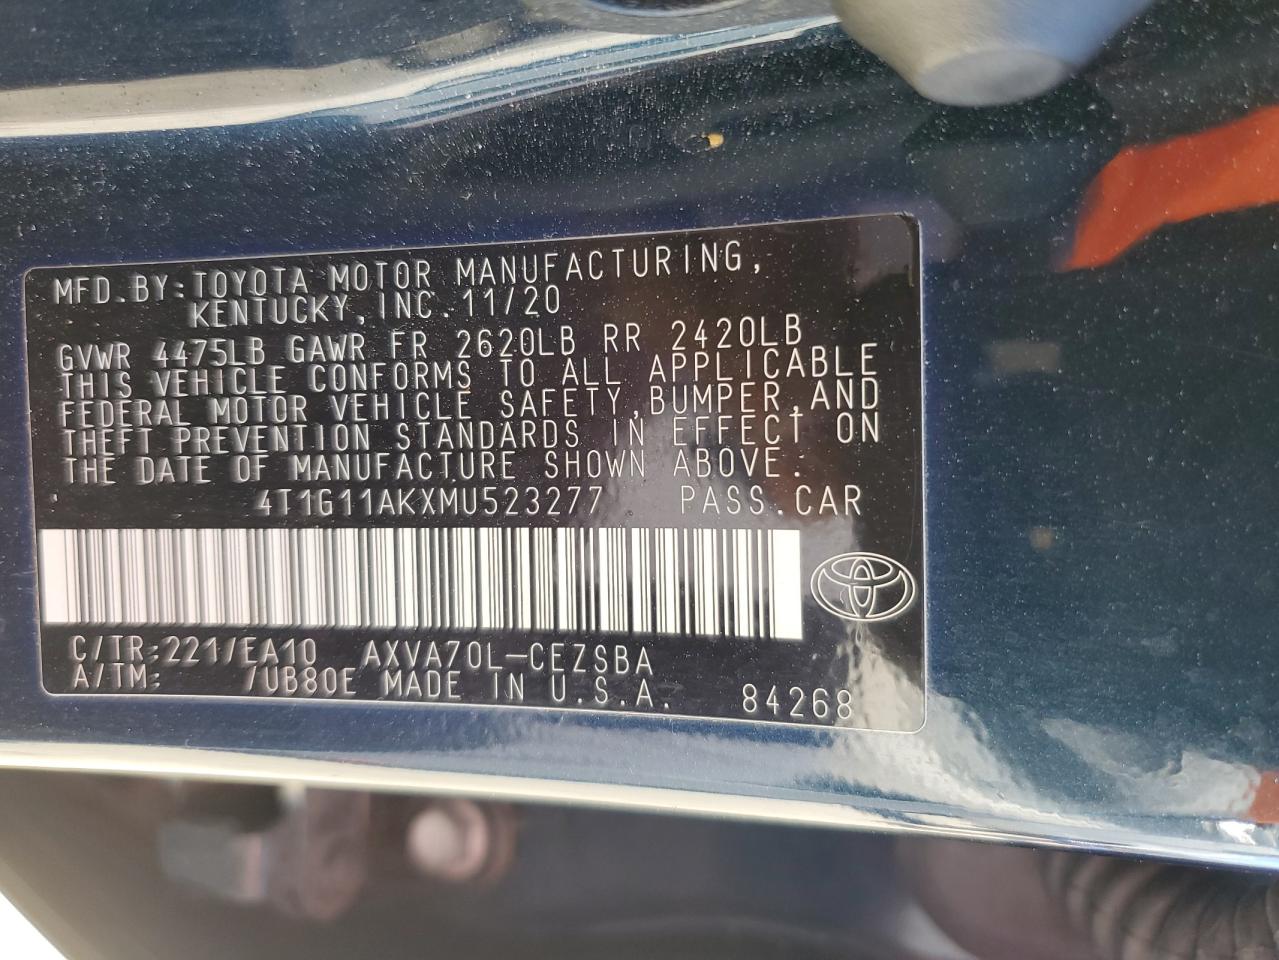 MFD.BY:TOYOTA MOTOR MANUFACTURING,
KENTUCKY, INC. 11/20
GVWR 4475LB GAWR FR 2620LB RR 2420LB
THIS VEHICLE CONFORMS TO ALL APPLICABLE
FEDERAL MOTOR VEHICLE SAFETY,BUMPER,AND
THEFT PREVENTION STANDARDS IN EFFECT ON
THE DATE OF MANUFACTURE SHOWN ABOVE.
4T1G11AKXMU523277 PASS.CAR
C/TR:221/EA10 AXVA70L-CEZSBA
A/TM: /UB80E MADE IN U.S.A. 84268